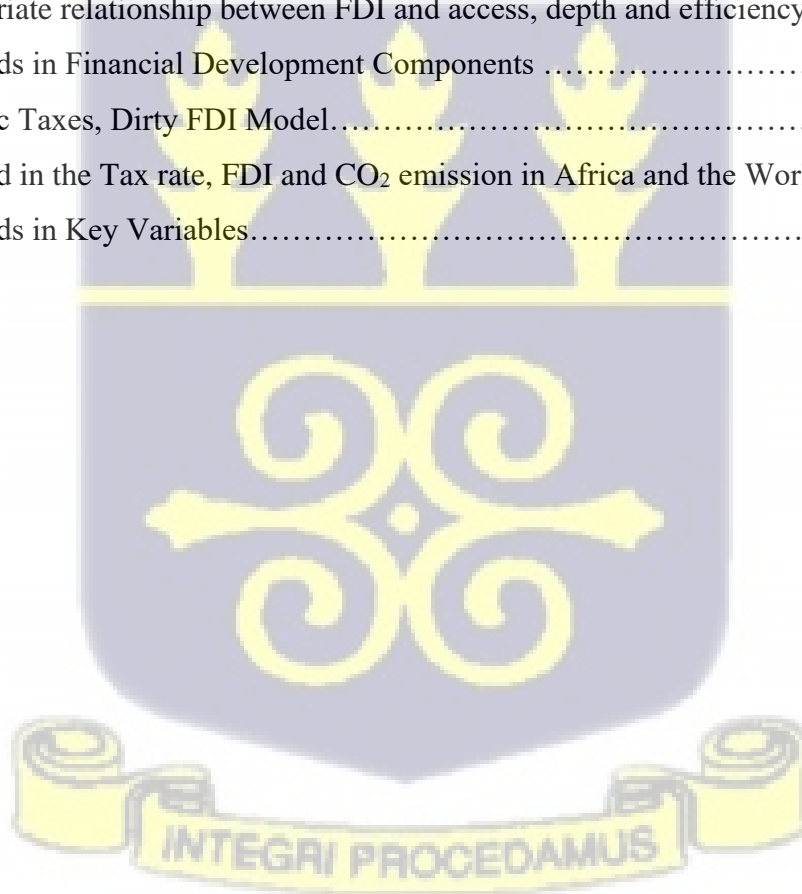 riate relationship between FDI and access, depth and efficiency
ds in Financial Development Components ……………………
c Taxes, Dirty FDI Model……………………………………
d in the Tax rate, FDI and CO₂ emission in Africa and the Wor
ds in Key Variables……………………………………………
INTEGRI PROCEDAMUS